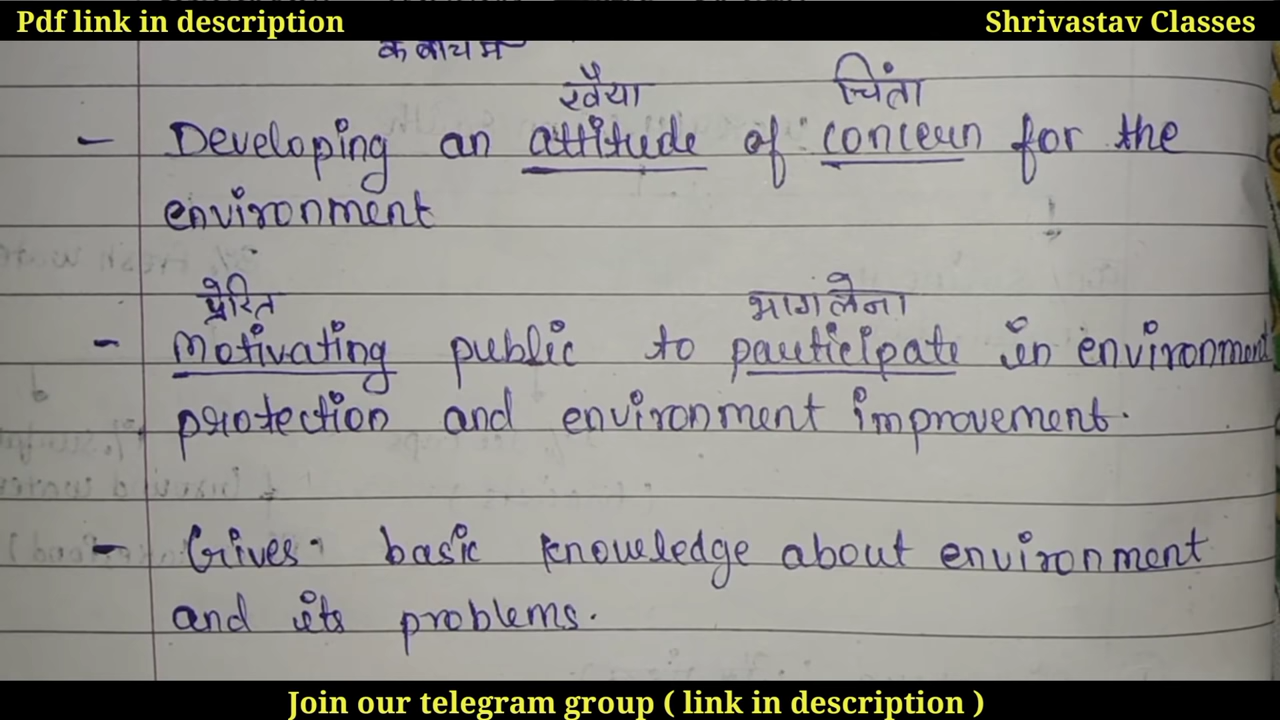 Pdf link in description
Shrivastav Classes
के बीच में
रवैया चिंता
- Developing an attitude of concern for the
environment
प्रेरित भाग लेना
- Motivating public to participate in environment
protection and environment improvement.
- Gives basic knowledge about environment
and its problems.
Join our telegram group ( link in description )